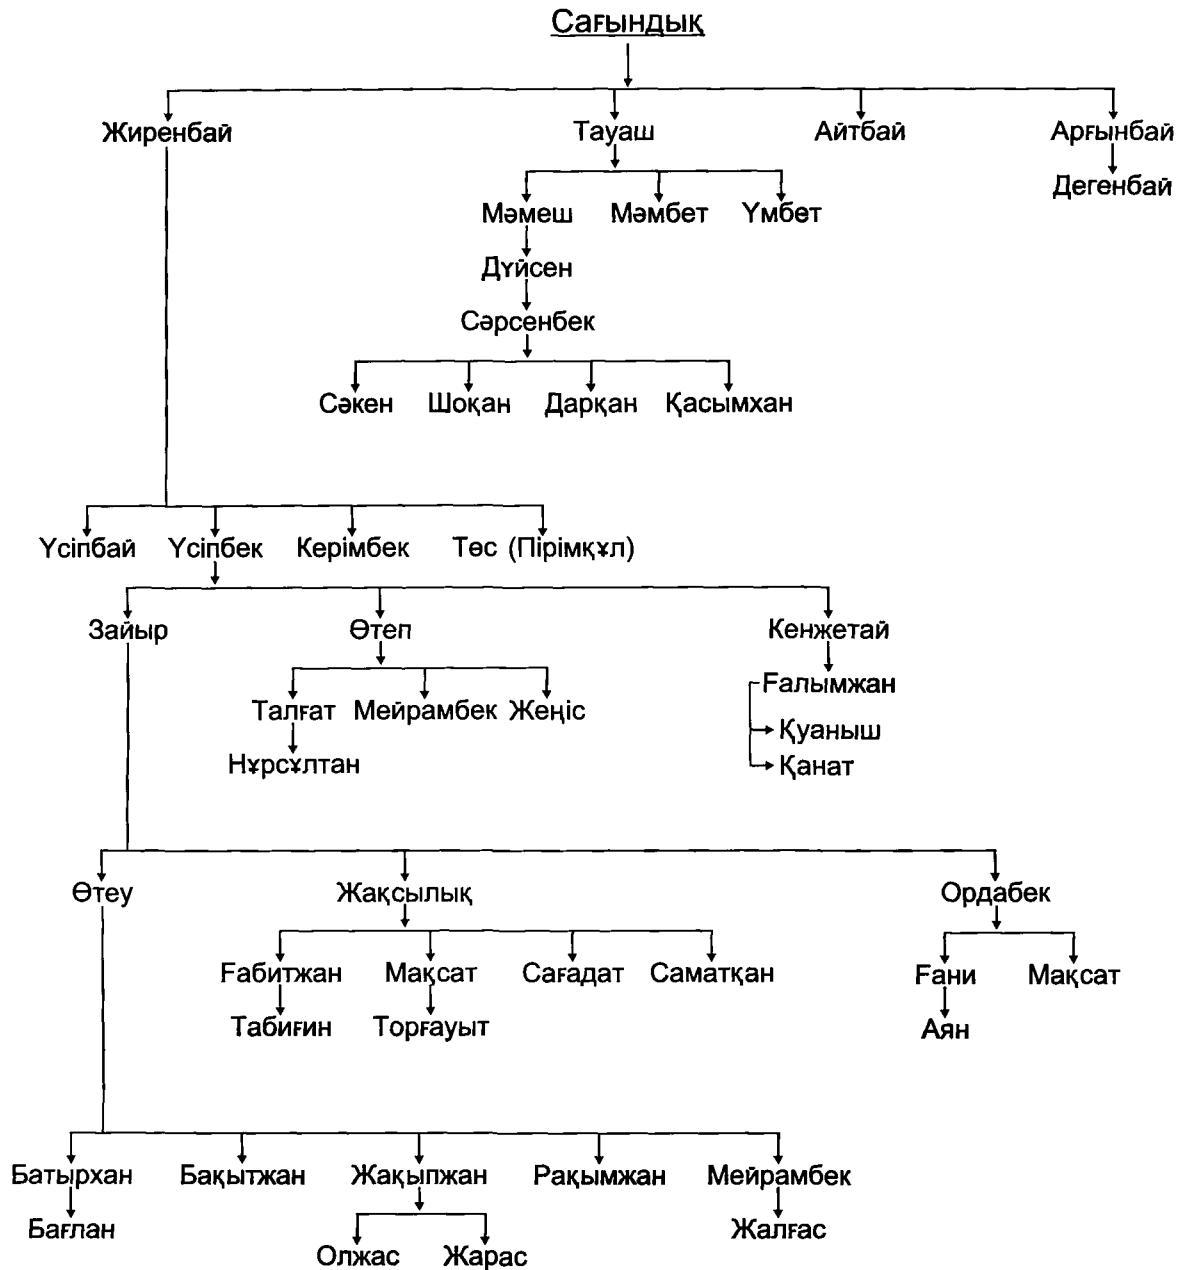 Сағындық
Жиренбай Тауаш Айтбай Арғынбай
Дегенбай
Мәмеш Мәмбет Үмбет
Дүйсен
Сәрсенбек
Сәкен Шоқан Дарқан Қасымхан
Үсіпбай Үсіпбек Керімбек Төс (Пірімқұл)
Зайыр Өтеп Кенжетай
Талғат Мейрамбек Жеңіс Ғалымжан
Нұрсұлтан Қуаныш
Қанат
Өтеу Жақсылық Ордабек
Ғабитжан Мақсат Сағадат Саматқан Ғани Мақсат
Табиғин Торғауыт Аян
Батырхан Бақытжан Жақыпжан Рақымжан Мейрамбек
Бағлан Жалғас
Олжас Жарас